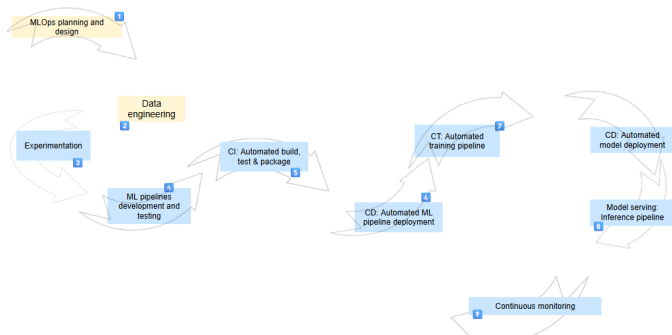 1
MLOps planning and
design
Data
engineering
2
Experimentation
3
4
ML pipelines
development and
testing
CI: Automated build,
test & package
5
6
CD: Automated ML
pipeline deployment
7
CT: Automated
training pipeline
CD: Automated
model deployment
Model serving:
Inference pipeline
8
Continuous monitoring
9